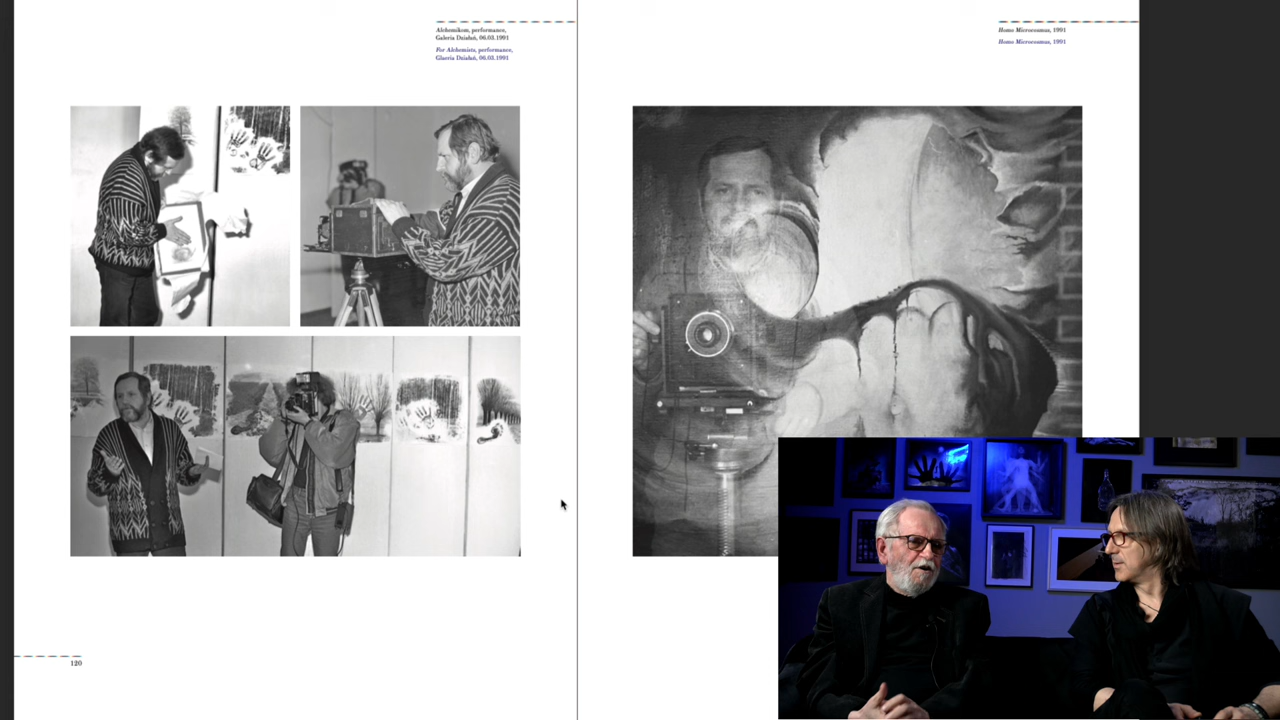 Alchemikom, performance,
Galeria Działań, 06.03.1991
For Alchemists, performance,
Glaeria Działań, 06.03.1991
Homo Microcosmus, 1991
Homo Microcosmus, 1991
120